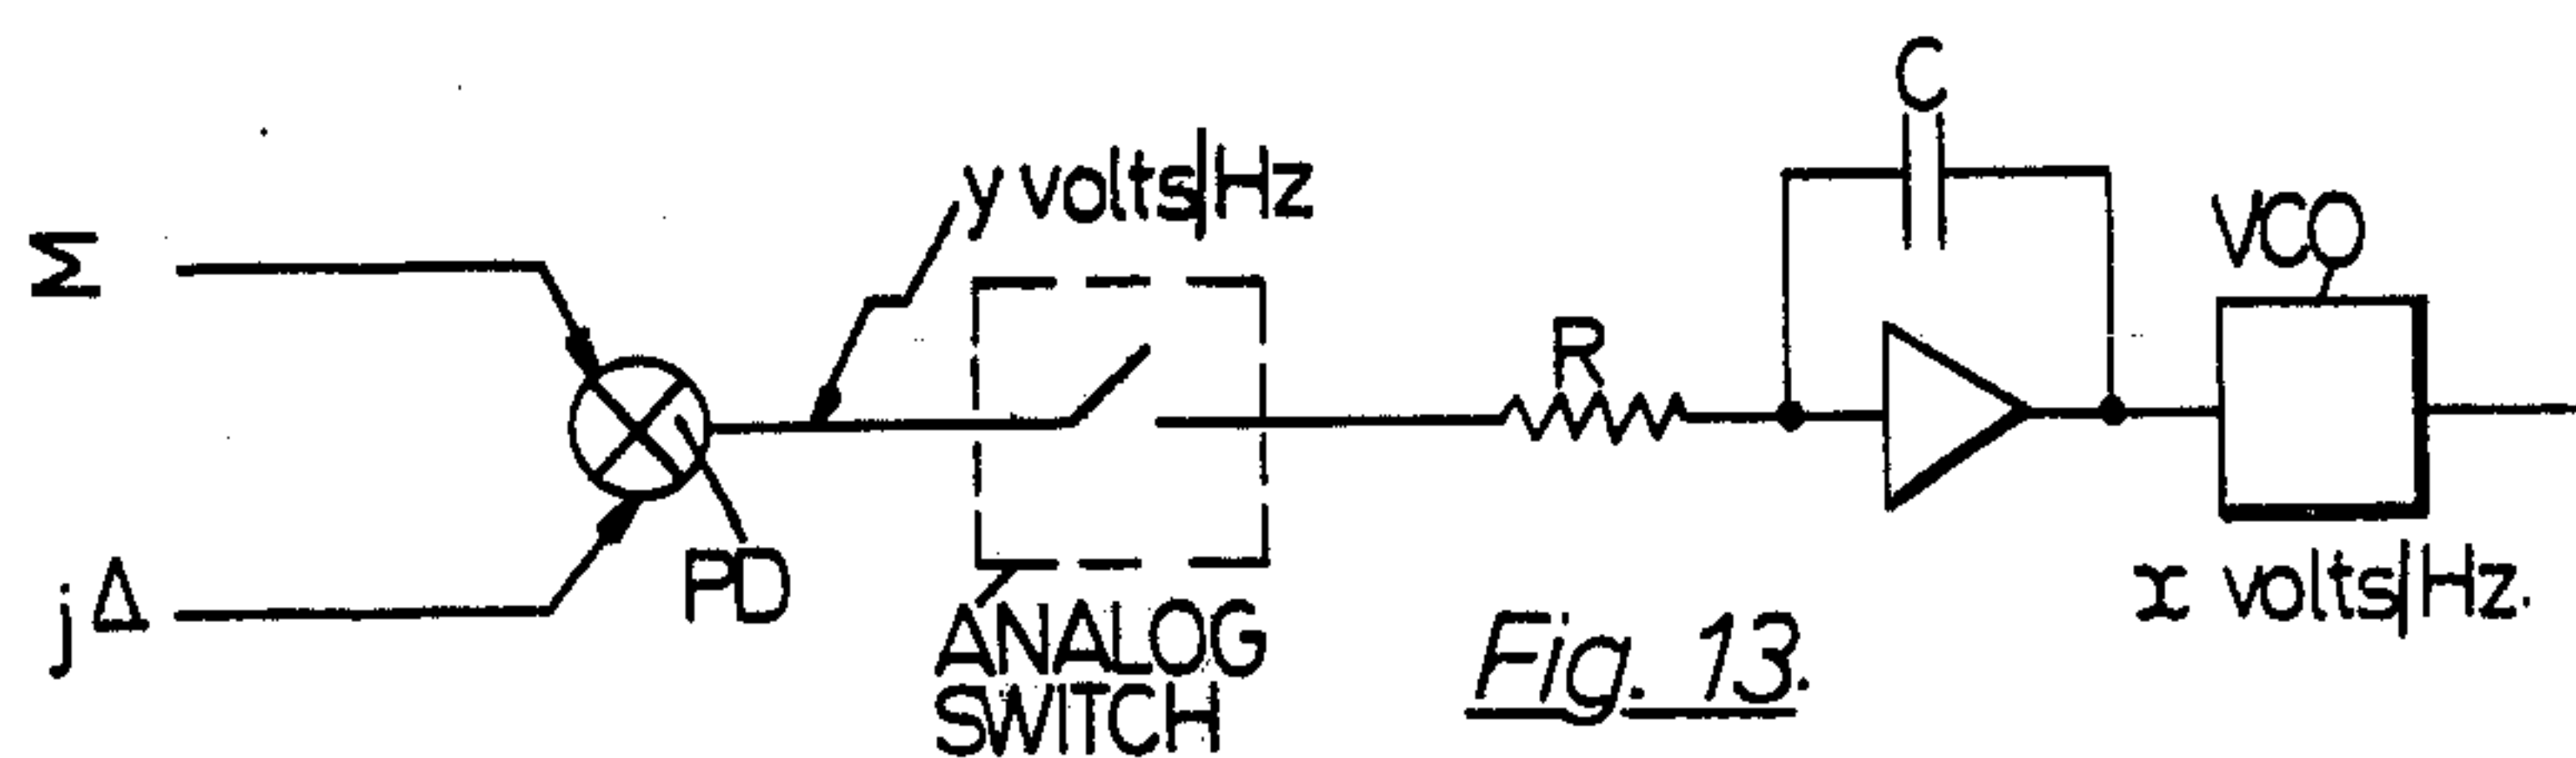 C
y volts|Hz
VCO
Σ
R
PD
jΔ
ANALOG
SWITCH
x volts|Hz.
Fig. 13.